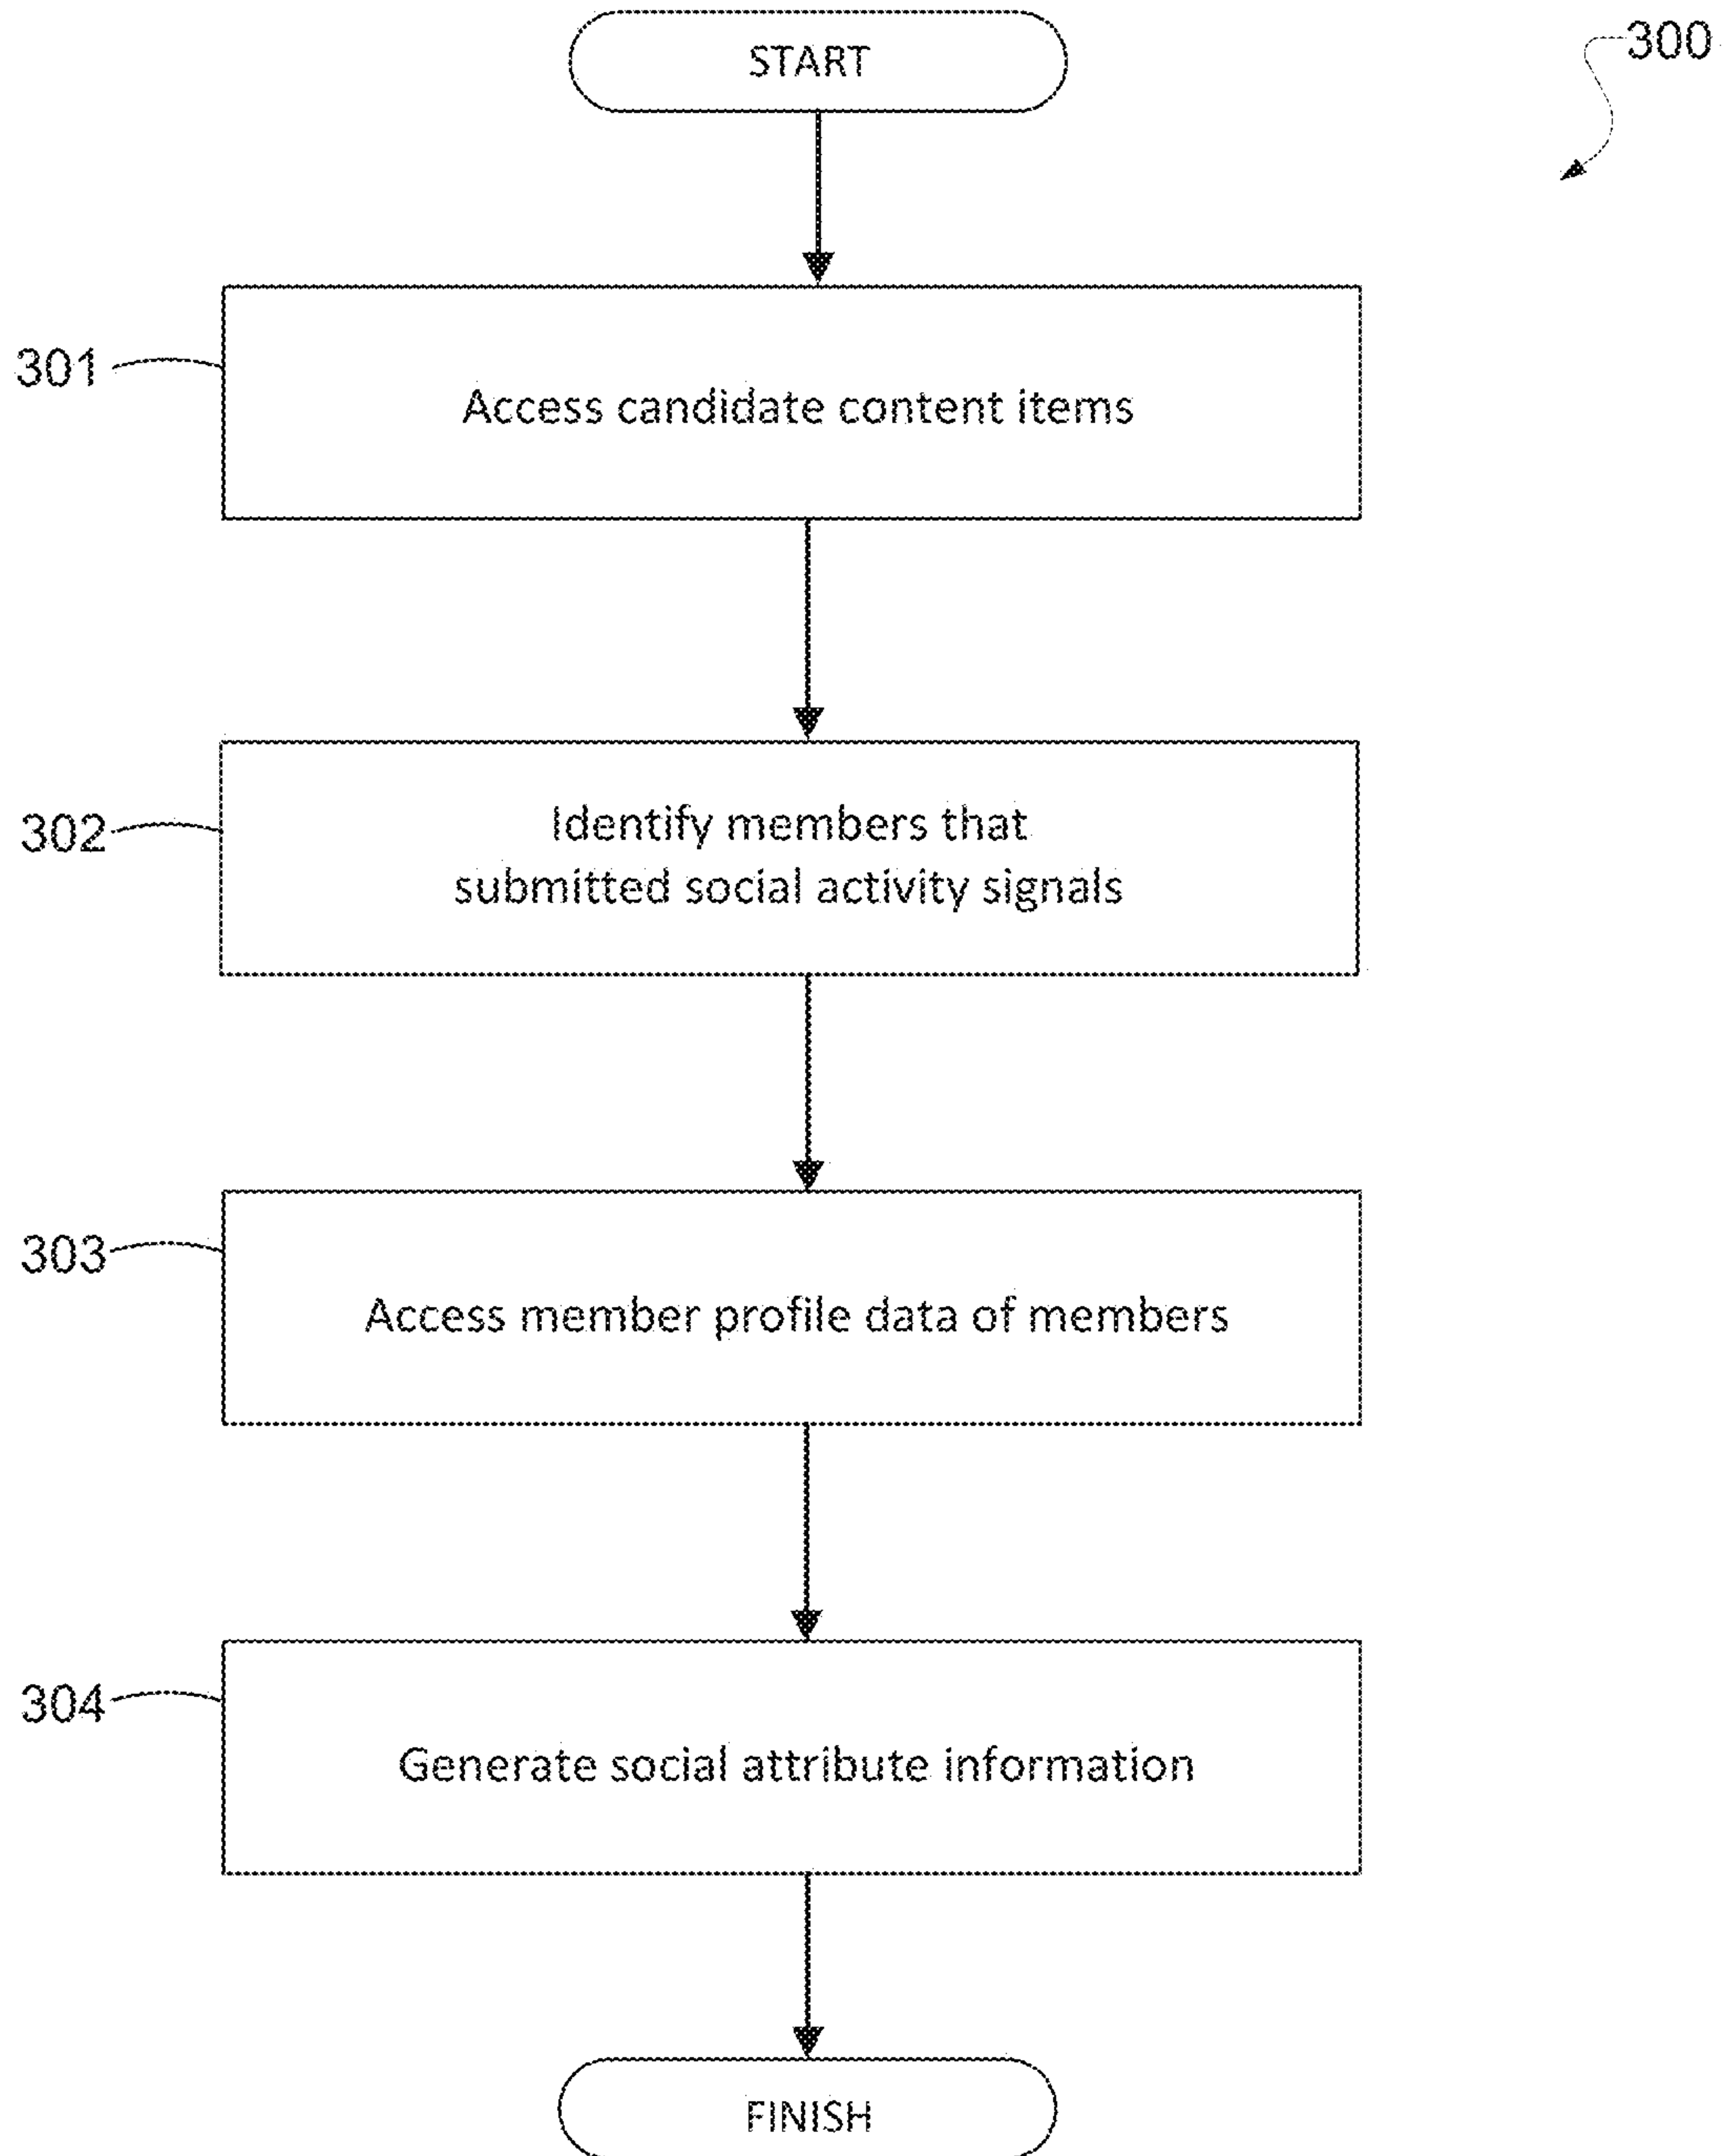 START
300
301
Access candidate content items
302
Identify members that
submitted social activity signals
303
Access member profile data of members
304
Generate social attribute information
FINISH